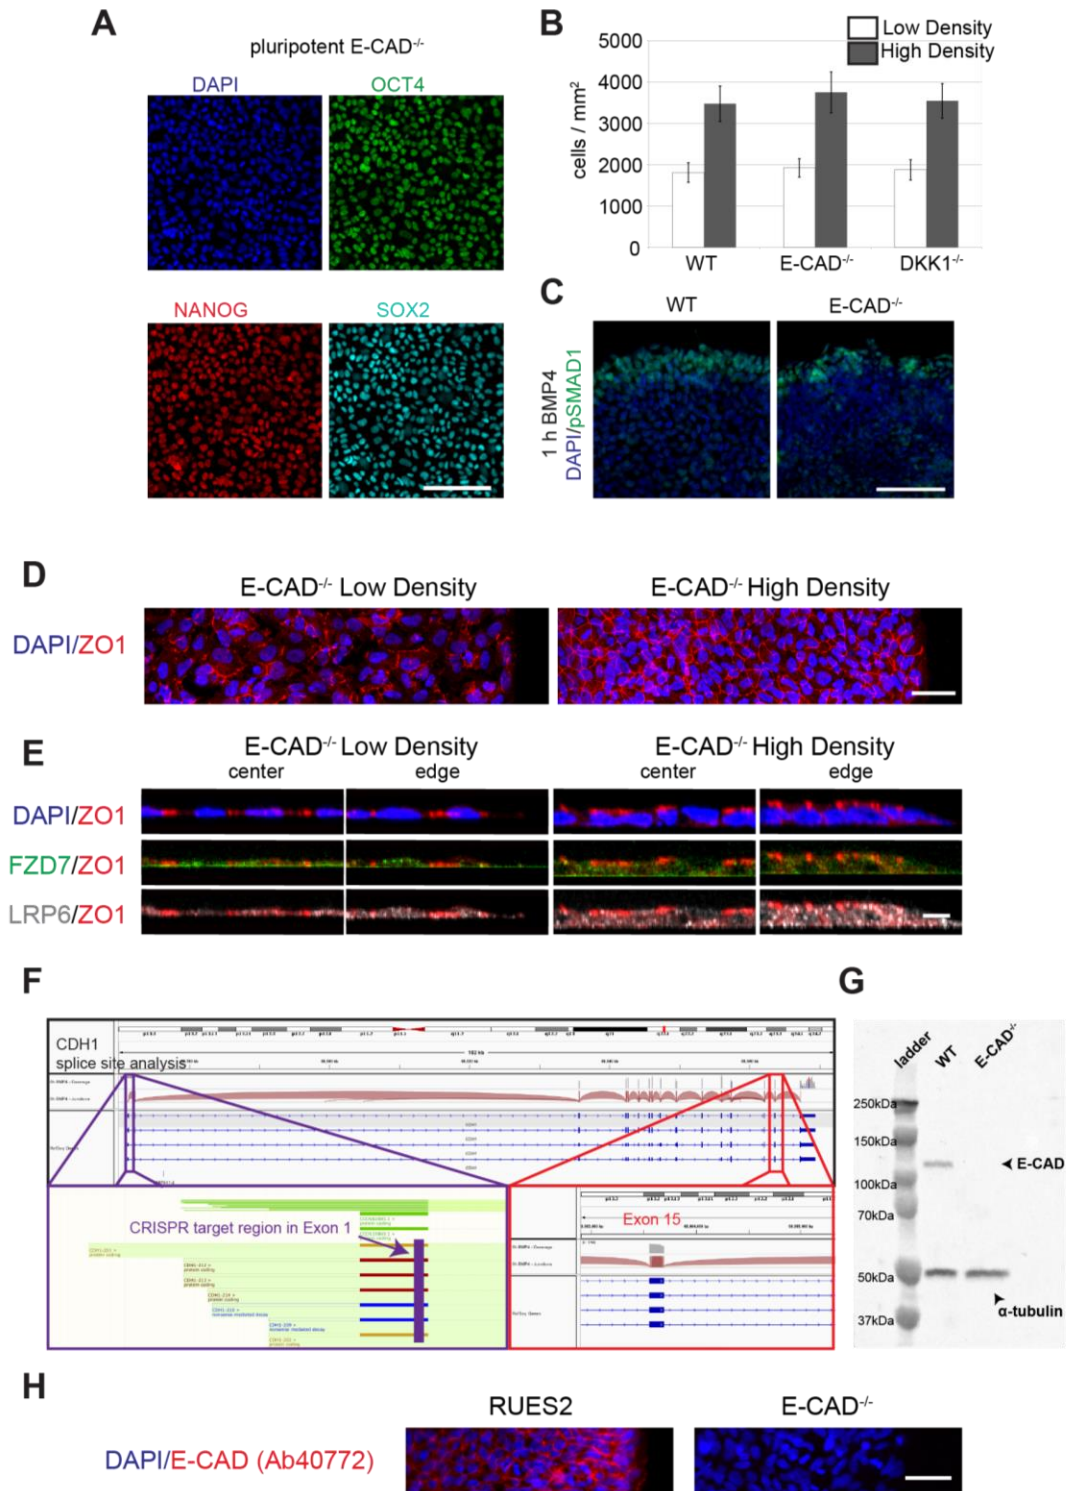 A
pluripotent E-CAD-/-
DAPI
OCT4
NANOG
SOX2
B
Low Density
High Density
cells / mm2
5000
4000
3000
2000
1000
0
WT
E-CAD-/-
DKK1-/-
C
WT
E-CAD-/-
1 h BMP4
DAPI/pSMAD1
D
E-CAD-/- Low Density
E-CAD-/- High Density
DAPI/ZO1
E
E-CAD-/- Low Density
E-CAD-/- High Density
center
edge
center
edge
DAPI/ZO1
FZD7/ZO1
LRP6/ZO1
F
CDH1
splice site analysis
CRISPR target region in Exon 1
Exon 15
G
ladder
WT
E-CAD-/-
250kDa
150kDa
100kDa
70kDa
50kDa
37kDa
E-CAD
α-tubulin
H
RUES2
E-CAD-/-
DAPI/E-CAD (Ab40772)